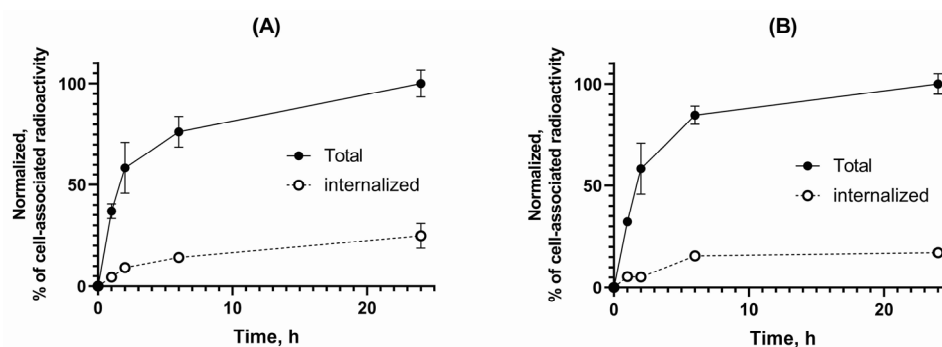 (A)
Normalized,
% of cell-associated radioactivity
100
50
0
Total
internalized
0 10 20
Time, h
(B)
Normalized,
% of cell-associated radioactivity
100
50
0
Total
internalized
0 10 20
Time, h